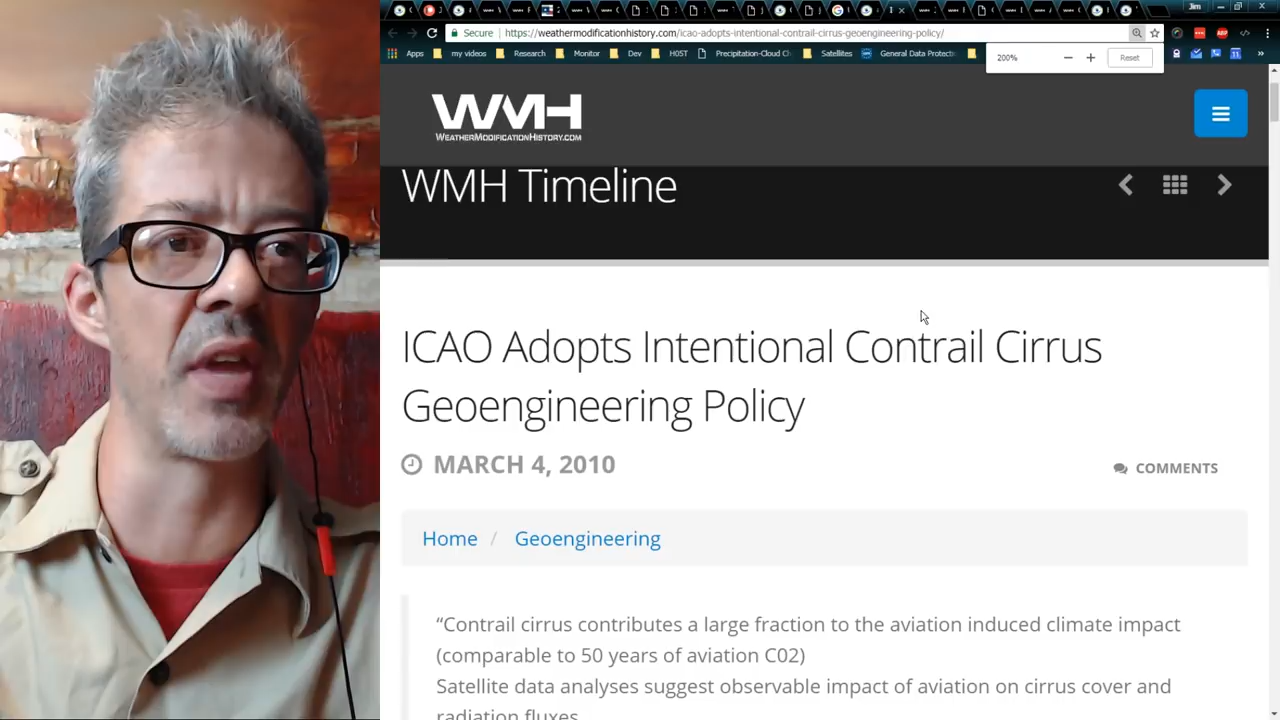 Jim
Secure
https://weathermodificationhistory.com/icao-adopts-intentional-contrail-cirrus-geoengineering-policy/
Apps my videos Research Monitor Dev H05T Precipitation-Cloud Satellites General Data Protec
200% Reset
WMH
WEATHERMODIFICATIONHISTORY.COM
WMH Timeline
ICAO Adopts Intentional Contrail Cirrus
Geoengineering Policy
MARCH 4, 2010
COMMENTS
Home / Geoengineering
“Contrail cirrus contributes a large fraction to the aviation induced climate impact
(comparable to 50 years of aviation C02)
Satellite data analyses suggest observable impact of aviation on cirrus cover and
radiation fluxes